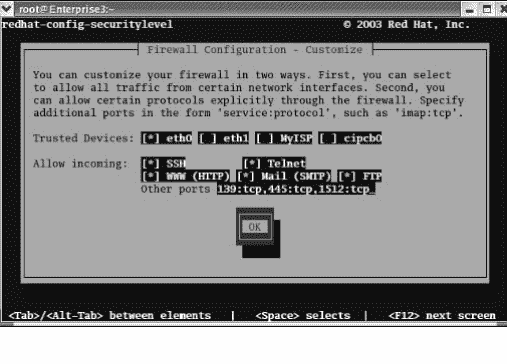 root@Enterprise3:~
redhat-config-securitylevel © 2003 Red Hat, Inc.
Firewall Configuration - Customize
You can customize your firewall in two ways. First, you can select
to allow all traffic from certain network interfaces. Second, you
can allow certain protocols explicitly through the firewall. Specify
additional ports in the form 'service:protocol', such as 'imap:tcp'.
Trusted Devices: [*] eth0 [ ] eth1 [ ] MyISP [ ] cipcb0
Allow incoming: [*] SSH [*] Telnet
[*] WWW (HTTP) [*] Mail (SMTP) [*] FTP
Other ports 139:tcp,445:tcp,1512:tcp_
OK
<Tab>/<Alt-Tab> between elements | <Space> selects | <F12> next screen